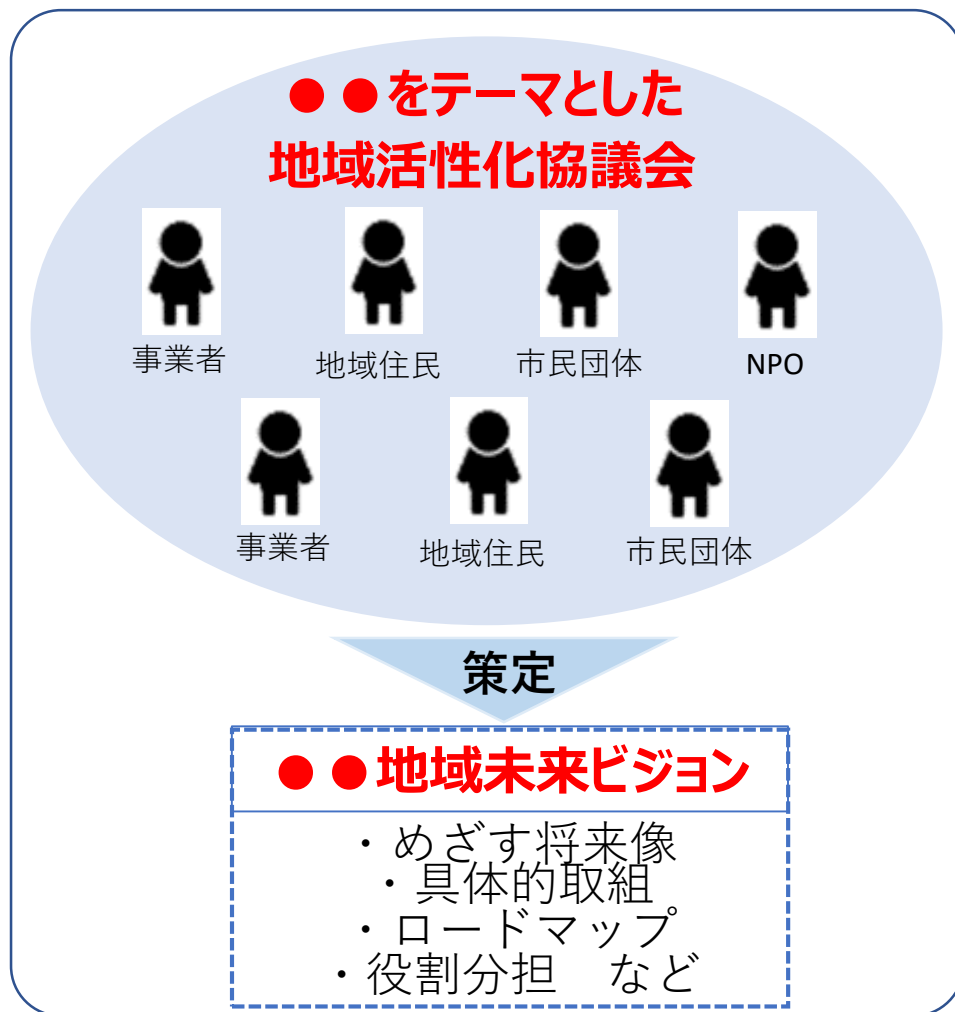 ●●をテーマとした
地域活性化協議会
事業者
地域住民
市民団体
NPO
事業者
地域住民
市民団体
策定
●●地域未来ビジョン
・めざす将来像
・具体的取組
・ロードマップ
・役割分担　など